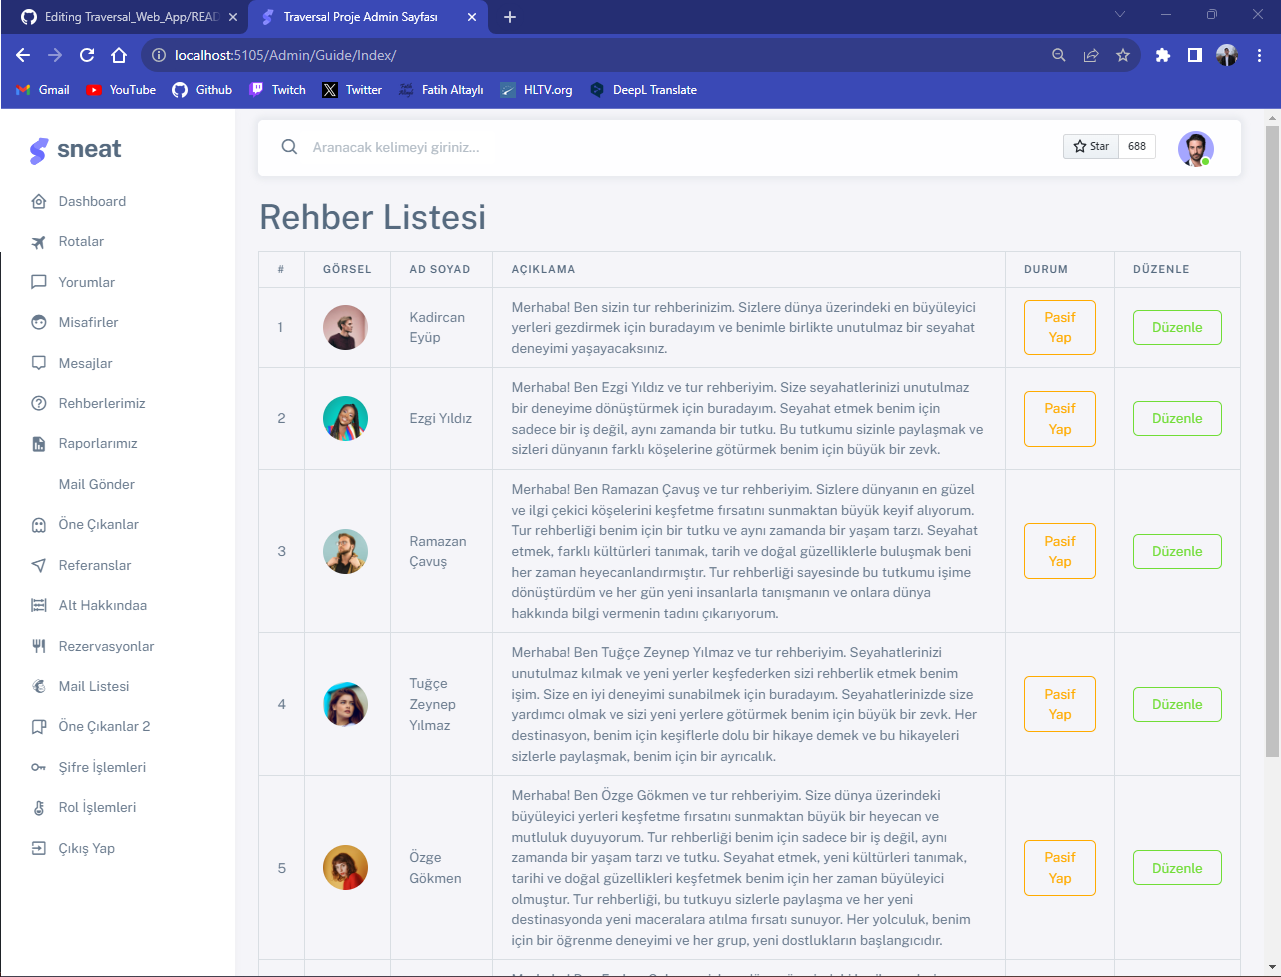 Editing Traversal_Web_App/READ
Traversal Proje Admin Sayfası
localhost:5105/Admin/Guide/Index/
Gmail
YouTube
Github
Twitch
Twitter
Fatih Altaylı
HLTV.org
DeepL Translate
sneat
Aranacak kelimeyi giriniz...
Star
688
Dashboard
Rotalar
Yorumlar
Misafirler
Mesajlar
Rehberlerimiz
Raporlarımız
Mail Gönder
Öne Çıkanlar
Referanslar
Alt Hakkındaa
Rezervasyonlar
Mail Listesi
Öne Çıkanlar 2
Şifre İşlemleri
Rol İşlemleri
Çıkış Yap
Rehber Listesi
# GÖRSEL AD SOYAD AÇIKLAMA DURUM DÜZENLE
1
Kadircan
Eyüp
Merhaba! Ben sizin tur rehberinizim. Sizlere dünya üzerindeki en büyüleyici
yerleri gezdirmek için buradayım ve benimle birlikte unutulmaz bir seyahat
deneyimi yaşayacaksınız.
Pasif
Yap
Düzenle
2
Ezgi Yıldız
Merhaba! Ben Ezgi Yıldız ve tur rehberiyim. Size seyahatlerinizi unutulmaz
bir deneyime dönüştürmek için buradayım. Seyahat etmek benim için
sadece bir iş değil, aynı zamanda bir tutku. Bu tutkumu sizinle paylaşmak ve
sizleri dünyanın farklı köşelerine götürmek benim için büyük bir zevk.
Pasif
Yap
Düzenle
3
Ramazan
Çavuş
Merhaba! Ben Ramazan Çavuş ve tur rehberiyim. Sizlere dünyanın en güzel
ve ilgi çekici köşelerini keşfetme fırsatını sunmaktan büyük keyif alıyorum.
Tur rehberliği benim için bir tutku ve aynı zamanda bir yaşam tarzı. Seyahat
etmek, farklı kültürleri tanımak, tarih ve doğal güzelliklerle buluşmak beni
her zaman heyecanlandırmıştır. Tur rehberliği sayesinde bu tutkumu işime
dönüştürdüm ve her gün yeni insanlarla tanışmanın ve onlara dünya
hakkında bilgi vermenin tadını çıkarıyorum.
Pasif
Yap
Düzenle
4
Tuğçe
Zeynep
Yılmaz
Merhaba! Ben Tuğçe Zeynep Yılmaz ve tur rehberiyim. Seyahatlerinizi
unutulmaz kılmak ve yeni yerler keşfederken sizi rehberlik etmek benim
işim. Size en iyi deneyimi sunabilmek için buradayım. Seyahatlerinizde size
yardımcı olmak ve sizi yeni yerlere götürmek benim için büyük bir zevk. Her
destinasyon, benim için keşiflerle dolu bir hikaye demek ve bu hikayeleri
sizlerle paylaşmak, benim için bir ayrıcalık.
Pasif
Yap
Düzenle
5
Özge
Gökmen
Merhaba! Ben Özge Gökmen ve tur rehberiyim. Size dünya üzerindeki
büyüleyici yerleri keşfetme fırsatını sunmaktan büyük bir heyecan ve
mutluluk duyuyorum. Tur rehberliği benim için sadece bir iş değil, aynı
zamanda bir yaşam tarzı ve tutku. Seyahat etmek, yeni kültürleri tanımak,
tarihi ve doğal güzellikleri keşfetmek benim için her zaman büyüleyici
olmuştur. Tur rehberliği, bu tutkuyu sizlerle paylaşma ve her yeni
destinasyonda yeni maceralara atılma fırsatı sunuyor. Her yolculuk, benim
için bir öğrenme deneyimi ve her grup, yeni dostlukların başlangıcıdır.
Pasif
Yap
Düzenle